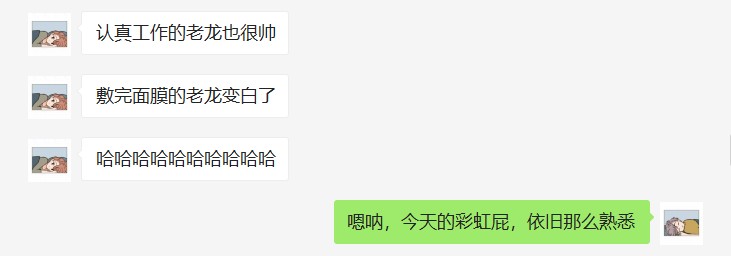 认真工作的老龙也很帅
敷完面膜的老龙变白了
哈哈哈哈哈哈哈哈哈哈
嗯呐，今天的彩虹屁，依旧那么熟悉